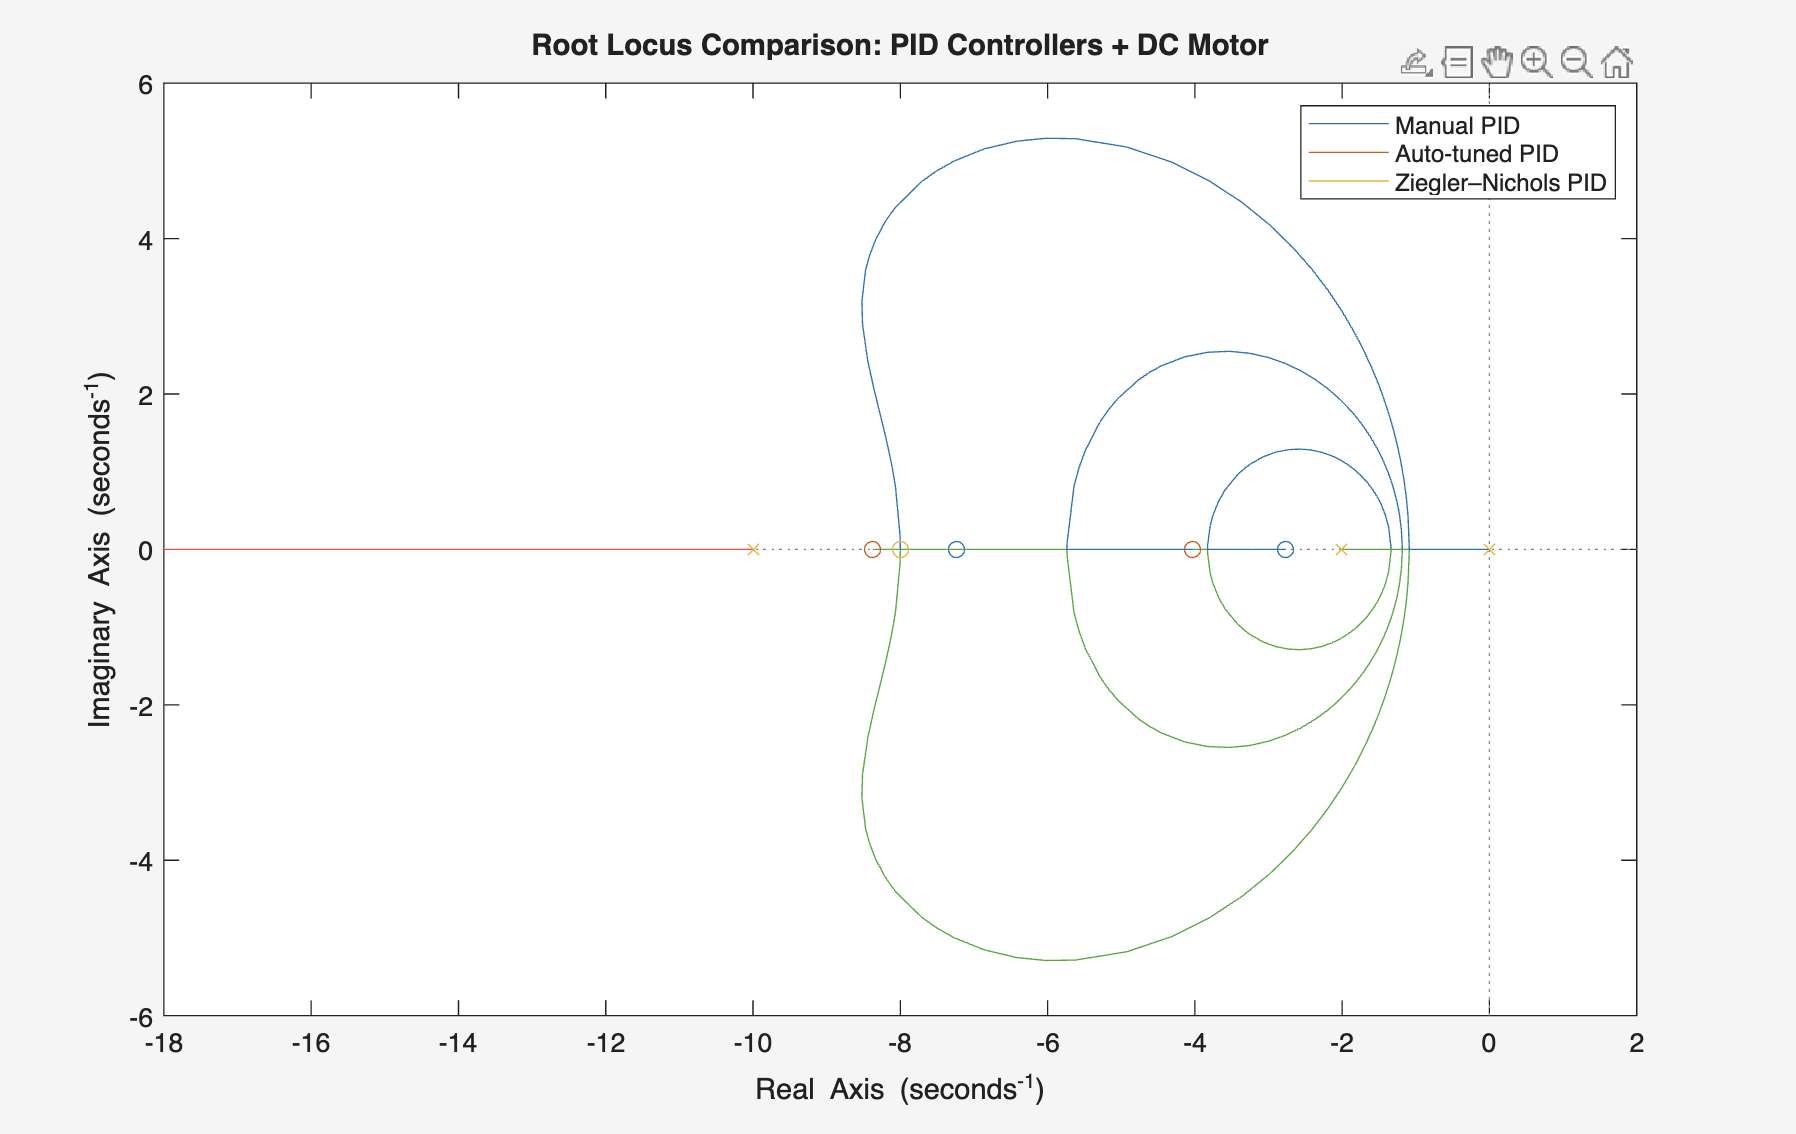 Root Locus Comparison: PID Controllers + DC Motor
Manual PID
Auto-tuned PID
Ziegler–Nichols PID
6
4
2
0
-2
-4
-6
Imaginary Axis (seconds⁻¹)
-18 -16 -14 -12 -10 -8 -6 -4 -2 0 2
Real Axis (seconds⁻¹)